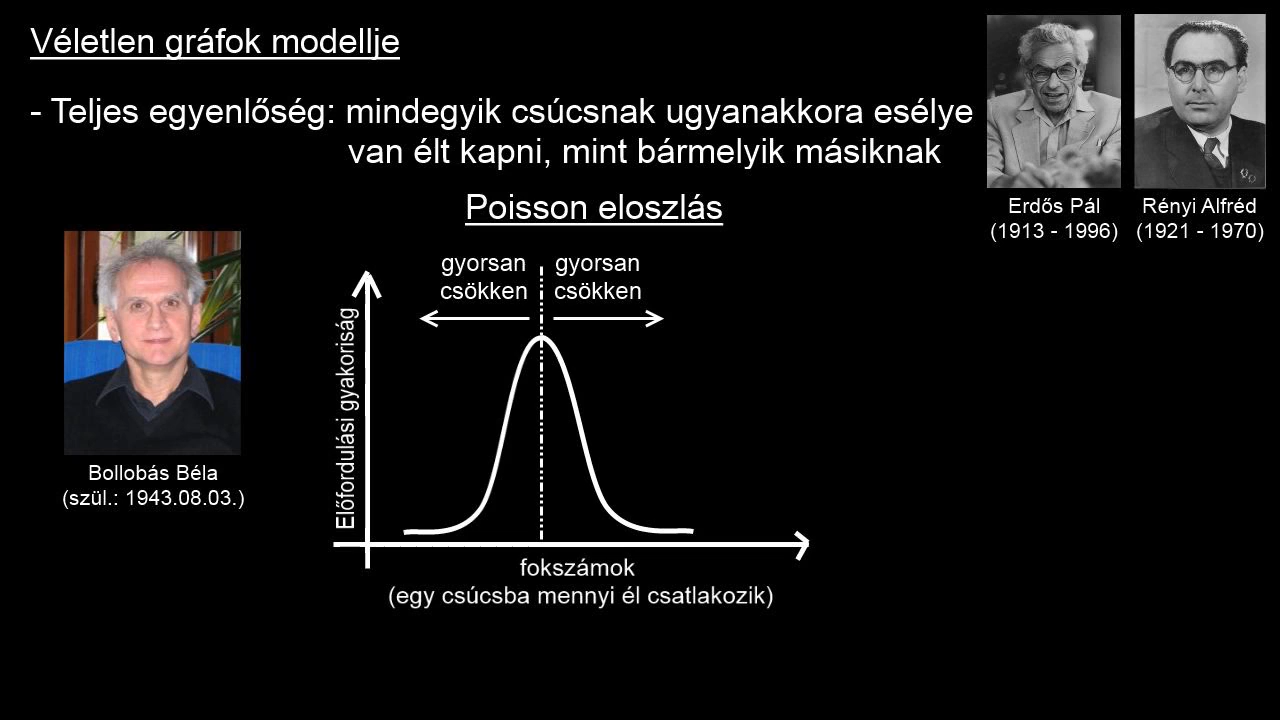 Véletlen gráfok modellje
- Teljes egyenlőség: mindegyik csúcsnak ugyanakkora esélye
van élt kapni, mint bármelyik másiknak
Erdős Pál
(1913 - 1996)
Rényi Alfréd
(1921 - 1970)
Poisson eloszlás
gyorsan
csökken
gyorsan
csökken
Előfordulási gyakoriság
Bollobás Béla
(szül.: 1943.08.03.)
fokszámok
(egy csúcsba mennyi él csatlakozik)